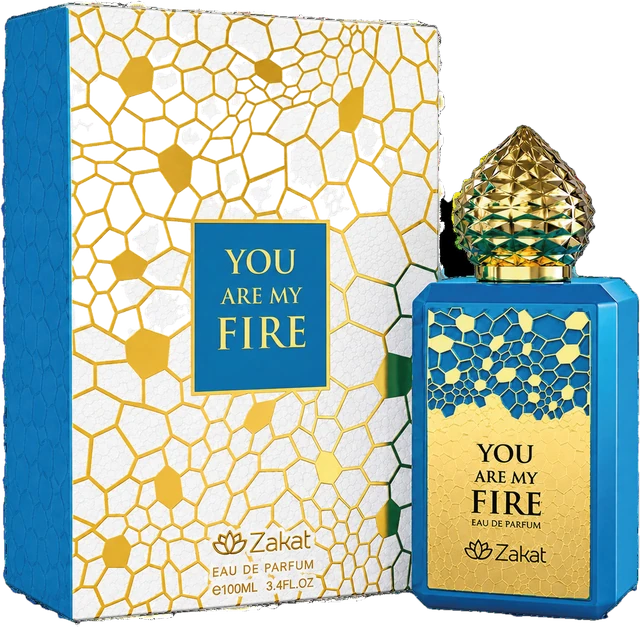 YOU
ARE MY
FIRE
Zakat
EAU DE PARFUM
e100ML 3.4FL.OZ
YOU
ARE MY
FIRE
EAU DE PARFUM
Zakat